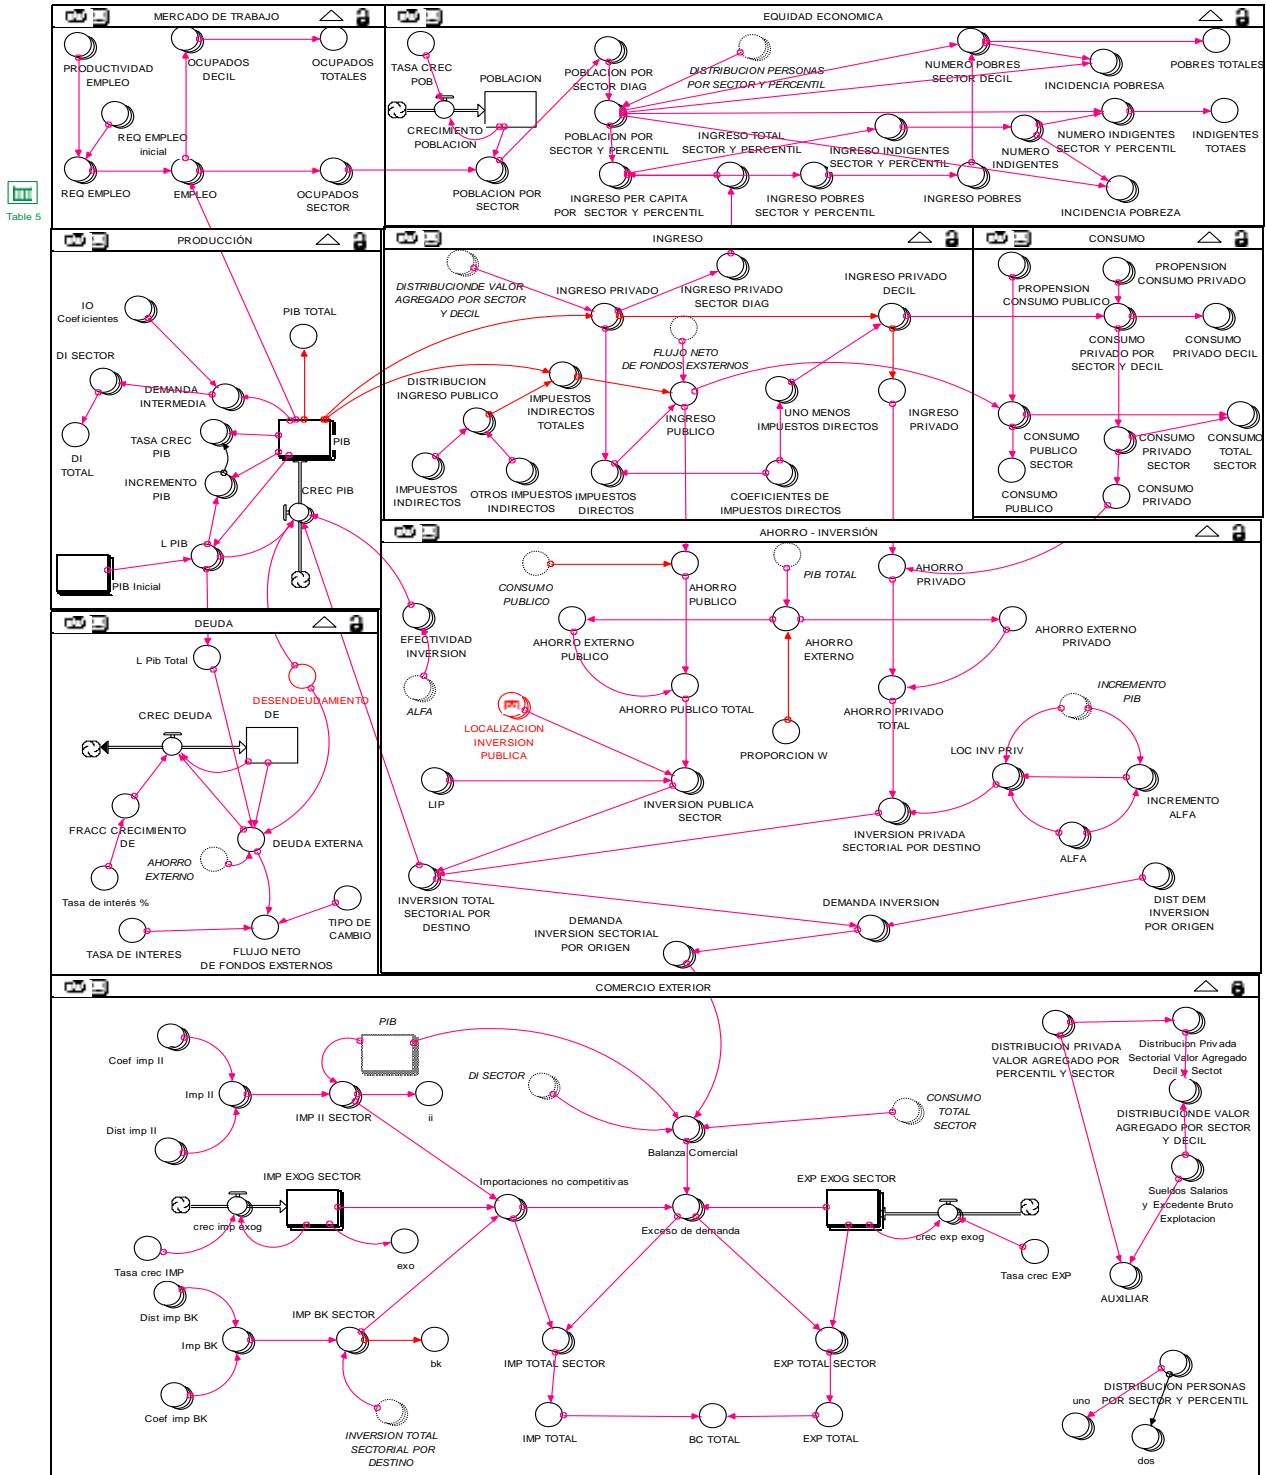 MERCADO DE TRABAJO
PRODUCTIVIDAD
EMPLEO
OCUPADOS
DECIL
OCUPADOS
TOTALES
REQ EMPLEO
inicial
REQ EMPLEO
EMPLEO
OCUPADOS
SECTOR
Table 5
EQUIDAD ECONOMICA
TASA CREC
POB
POBLACION
CRECIMIENTO
POBLACION
POBLACION POR
SECTOR DIAG
DISTRIBUCION PERSONAS
POR SECTOR Y PERCENTIL
NUMERO POBRES
SECTOR DECIL
POBRES TOTALES
INCIDENCIA POBRESA
POBLACION POR
SECTOR Y PERCENTIL
INGRESO TOTAL
SECTOR Y PERCENTIL
INGRESO INDIGENTES
SECTOR Y PERCENTIL
NUMERO
INDIGENTES
NUMERO INDIGENTES
SECTOR Y PERCENTIL
INDIGENTES
TOTAES
POBLACION POR
SECTOR
INGRESO PER CAPITA
POR SECTOR Y PERCENTIL
INGRESO POBRES
SECTOR Y PERCENTIL
INGRESO POBRES
INCIDENCIA POBREZA
PRODUCCIÓN
IO
Coeficientes
PIB TOTAL
DI SECTOR
DEMANDA
INTERMEDIA
DI
TOTAL
TASA CREC
PIB
PIB
INCREMENTO
PIB
CREC PIB
L PIB
PIB Inicial
INGRESO
DISTRIBUCIONDE VALOR
AGREGADO POR SECTOR
Y DECIL
INGRESO PRIVADO
INGRESO PRIVADO
SECTOR DIAG
INGRESO PRIVADO
DECIL
FLUJO NETO
DE FONDOS EXSTERNOS
DISTRIBUCION
INGRESO PUBLICO
IMPUESTOS
INDIRECTOS
TOTALES
INGRESO
PUBLICO
UNO MENOS
IMPUESTOS DIRECTOS
INGRESO
PRIVADO
IMPUESTOS
INDIRECTOS
OTROS IMPUESTOS
INDIRECTOS
IMPUESTOS
DIRECTOS
COEFICIENTES DE
IMPUESTOS DIRECTOS
CONSUMO
PROPENSION
CONSUMO PUBLICO
PROPENSION
CONSUMO PRIVADO
CONSUMO
PRIVADO POR
SECTOR Y DECIL
CONSUMO
PRIVADO DECIL
CONSUMO
PUBLICO
SECTOR
CONSUMO
PRIVADO
SECTOR
CONSUMO
TOTAL
SECTOR
CONSUMO
PUBLICO
CONSUMO
PRIVADO
AHORRO - INVERSIÓN
CONSUMO
PUBLICO
AHORRO
PUBLICO
PIB TOTAL
AHORRO
PRIVADO
EFECTIVIDAD
INVERSION
AHORRO EXTERNO
PUBLICO
AHORRO
EXTERNO
AHORRO EXTERNO
PRIVADO
ALFA
LOCALIZACION
INVERSION
PUBLICA
AHORRO PUBLICO TOTAL
AHORRO PRIVADO
TOTAL
INCREMENTO
PIB
PROPORCION W
LOC INV PRIV
LIP
INVERSION PUBLICA
SECTOR
INCREMENTO
ALFA
INVERSION PRIVADA
SECTORIAL POR DESTINO
ALFA
INVERSION TOTAL
SECTORIAL POR
DESTINO
DEMANDA INVERSION
DIST DEM
INVERSION
POR ORIGEN
DEMANDA
INVERSION SECTORIAL
POR ORIGEN
DEUDA
L Pib Total
DESENDEUDAMIENTO
DE
CREC DEUDA
FRACC CRECIMIENTO
DE
DEUDA EXTERNA
AHORRO
EXTERNO
Tasa de interés %
TASA DE INTERES
FLUJO NETO
DE FONDOS EXSTERNOS
TIPO DE
CAMBIO
COMERCIO EXTERIOR
Coef imp II
PIB
Imp II
IMP II SECTOR
ii
DI SECTOR
Dist imp II
Balanza Comercial
CONSUMO
TOTAL
SECTOR
DISTRIBUCION PRIVADA
VALOR AGREGADO POR
PERCENTIL Y SECTOR
Distribucion Privada
Sectorial Valor Agregado
Decil y Sectot
DISTRIBUCIONDE VALOR
AGREGADO POR SECTOR
Y DECIL
IMP EXOG SECTOR
Importaciones no competitivas
EXP EXOG SECTOR
Sueldos Salarios
y Excedente Bruto
Explotacion
crec imp exog
Exceso de demanda
crec exp exog
Tasa crec IMP
exo
Tasa crec EXP
AUXILIAR
Dist imp BK
IMP BK SECTOR
Imp BK
bk
IMP TOTAL SECTOR
EXP TOTAL SECTOR
Coef imp BK
INVERSION TOTAL
SECTORIAL POR
DESTINO
IMP TOTAL
BC TOTAL
EXP TOTAL
DISTRIBUCION PERSONAS
POR SECTOR Y PERCENTIL
uno
dos